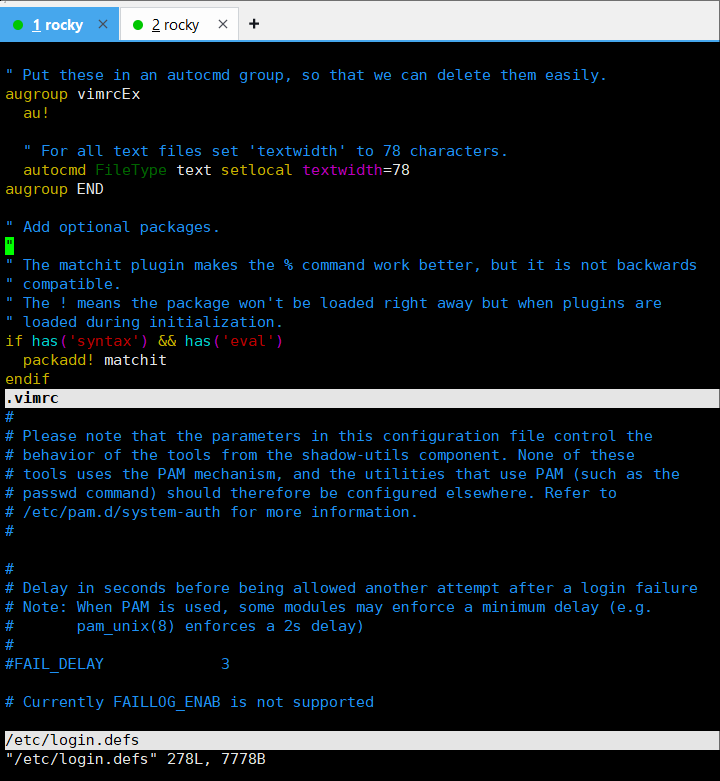 1 rocky × 2 rocky × +
" Put these in an autocmd group, so that we can delete them easily.
augroup vimrcEx
  au!
  " For all text files set 'textwidth' to 78 characters.
  autocmd FileType text setlocal textwidth=78
augroup END
" Add optional packages.
"
" The matchit plugin makes the % command work better, but it is not backwards
" compatible.
" The ! means the package won't be loaded right away but when plugins are
" loaded during initialization.
if has('syntax') && has('eval')
  packadd! matchit
endif
.vimrc
#
# Please note that the parameters in this configuration file control the
# behavior of the tools from the shadow-utils component. None of these
# tools uses the PAM mechanism, and the utilities that use PAM (such as the
# passwd command) should therefore be configured elsewhere. Refer to
# /etc/pam.d/system-auth for more information.
#
#
# Delay in seconds before being allowed another attempt after a login failure
# Note: When PAM is used, some modules may enforce a minimum delay (e.g.
#       pam_unix(8) enforces a 2s delay)
#
#FAIL_DELAY             3
# Currently FAILLOG_ENAB is not supported
/etc/login.defs
"/etc/login.defs" 278L, 7778B